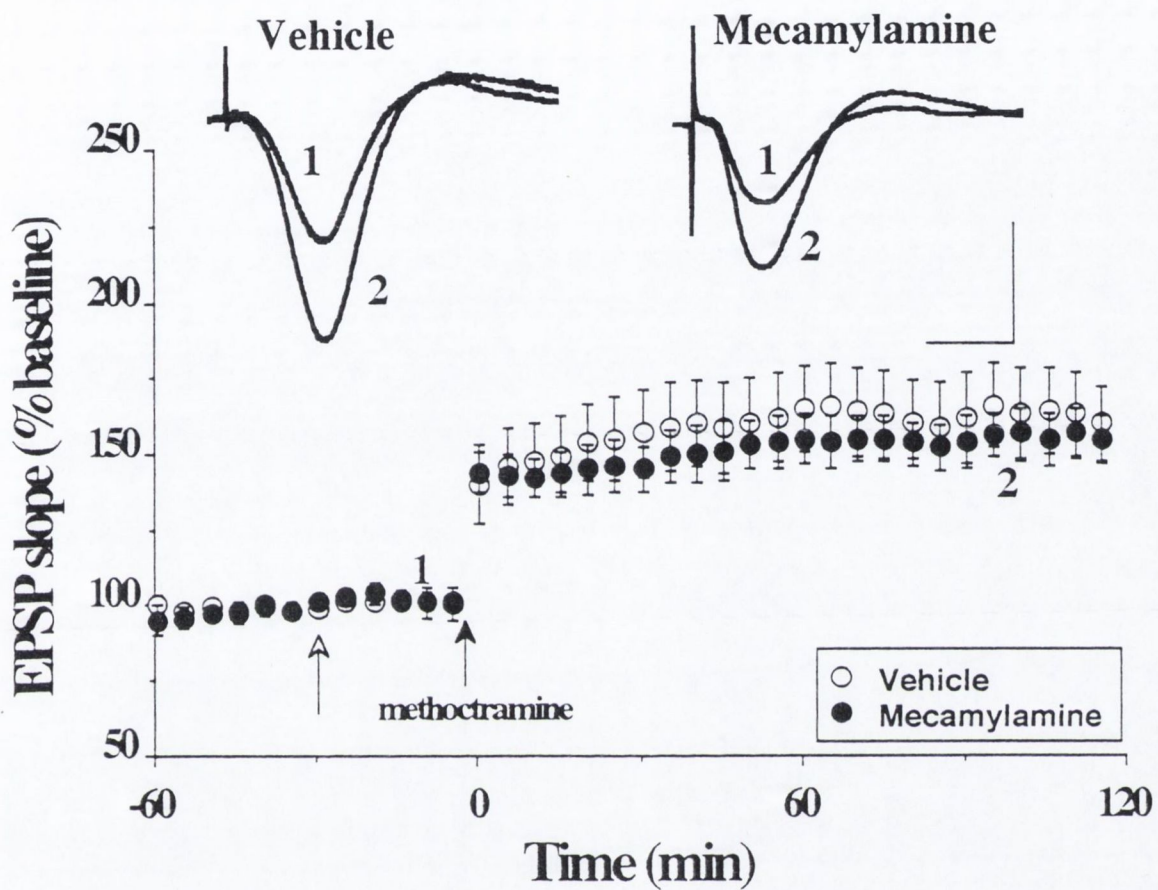 Vehicle
Mecamylamine
1
2
1
2
EPSP slope (% baseline)
250
200
150
100
50
1
2
methoctramine
Vehicle
Mecamylamine
-60
0
60
120
Time (min)